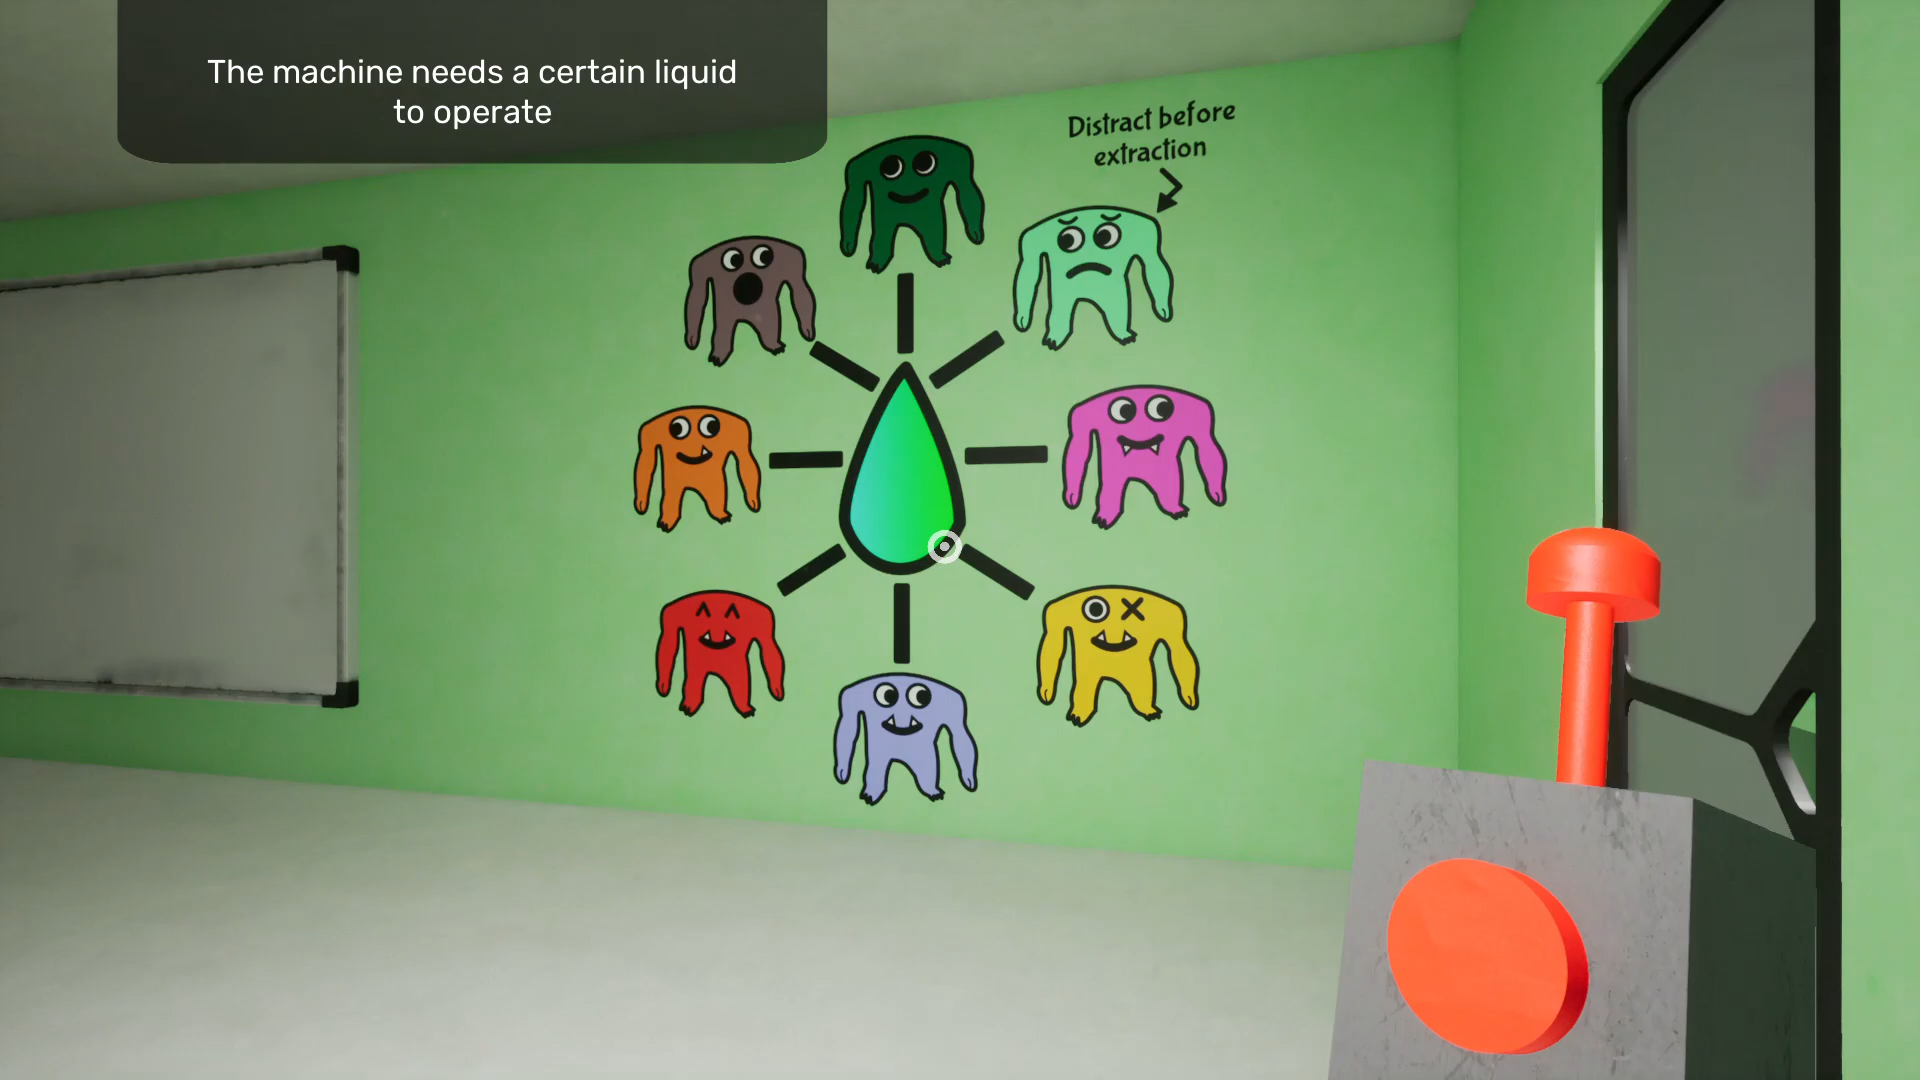 The machine needs a certain liquid
to operate
Distract before
extraction